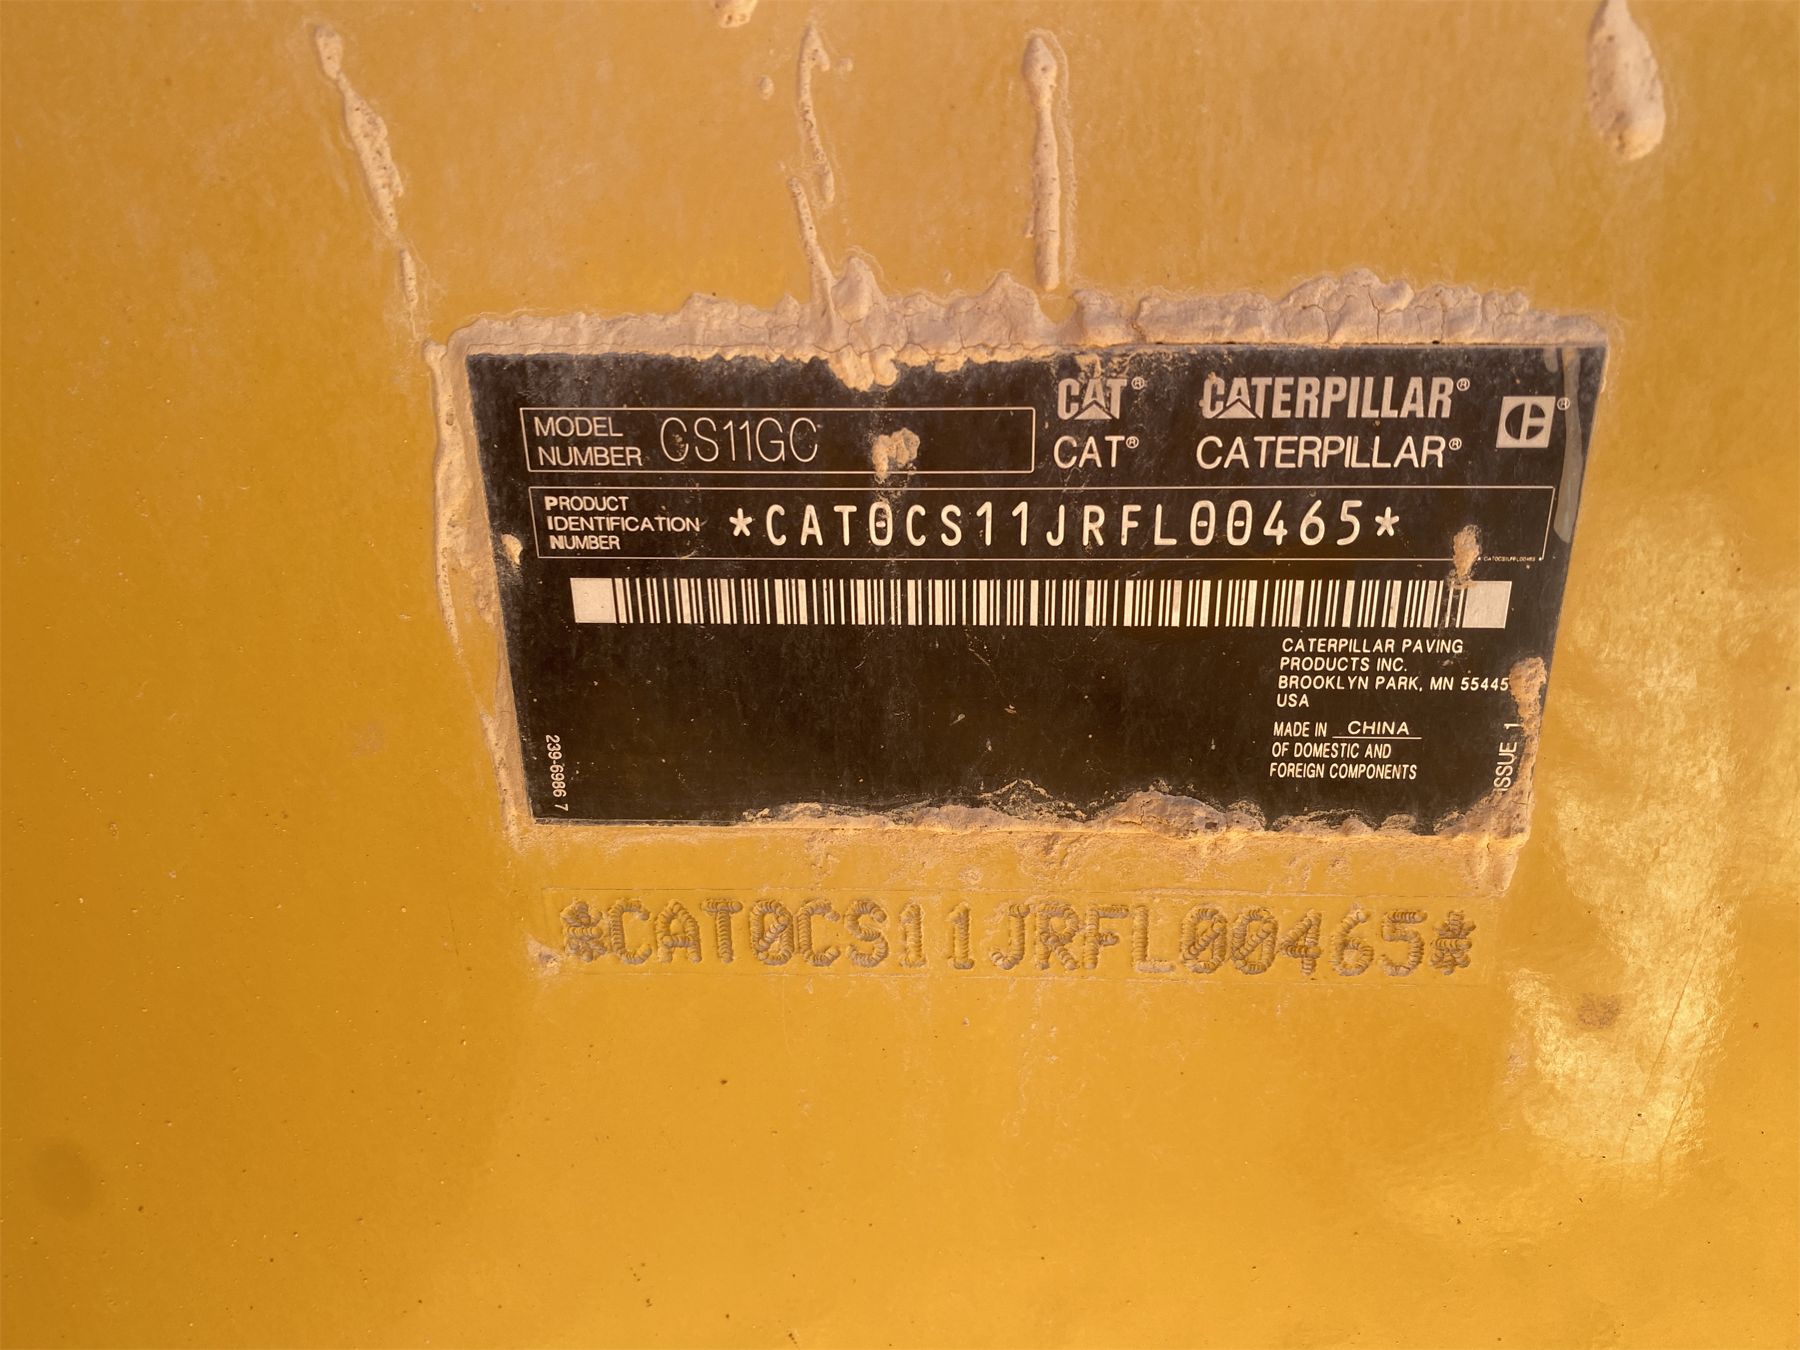 CAT® CATERPILLAR®
MODEL NUMBER CS11GC
CAT® CATERPILLAR®
PRODUCT IDENTIFICATION NUMBER *CAT0CS11JRFL00465*
CATERPILLAR PAVING
PRODUCTS INC.
BROOKLYN PARK, MN 55445
USA
MADE IN CHINA
OF DOMESTIC AND
FOREIGN COMPONENTS
239-6986 7
ISSUE 1
*CAT0CS11JRFL00465*